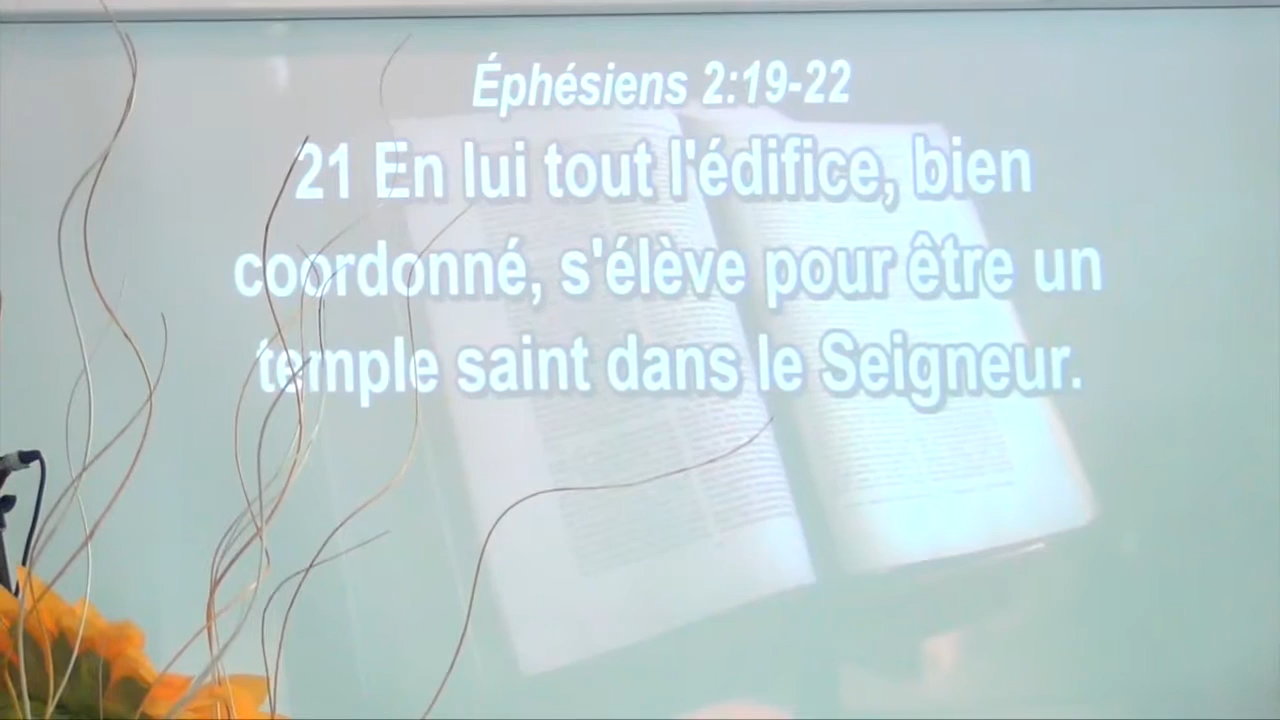 Éphésiens 2:19-22
21 En lui tout l'édifice, bien
coordonné, s'élève pour être un
temple saint dans le Seigneur.